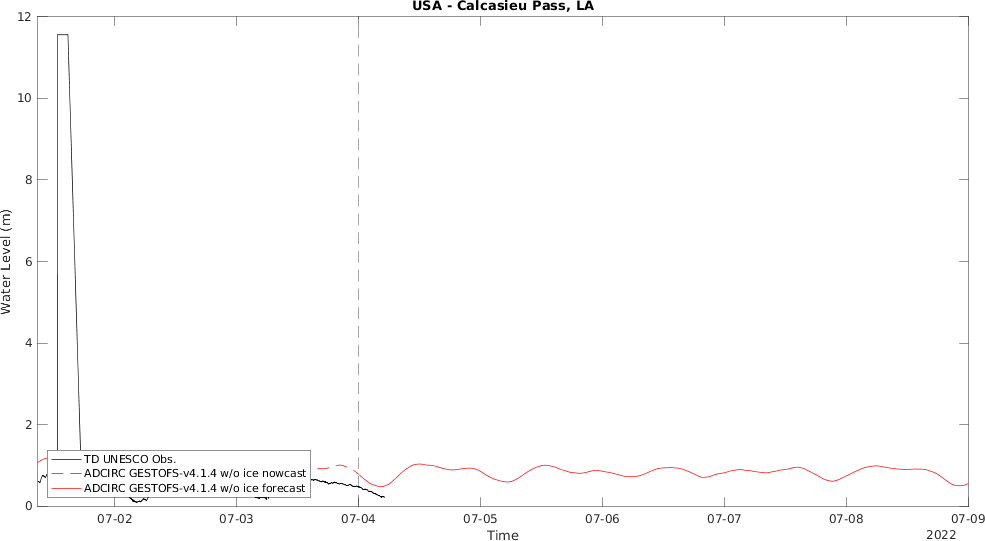 USA - Calcasieu Pass, LA
12
10
8
6
4
2
0
Water Level (m)
TD UNESCO Obs.
ADCIRC GESTOFS-v4.1.4 w/o ice nowcast
ADCIRC GESTOFS-v4.1.4 w/o ice forecast
07-02 07-03 07-04 07-05 07-06 07-07 07-08 07-09
Time
2022